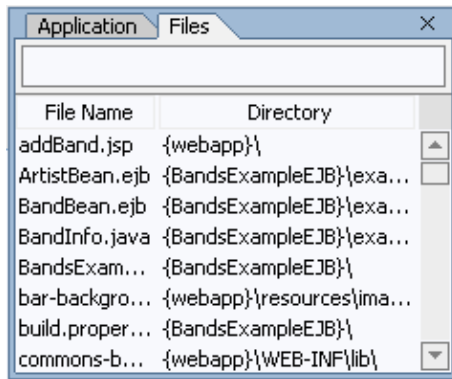 Application Files
File Name Directory
addBand.jsp {webapp}\
ArtistBean.ejb {BandsExampleEJB}\exa...
BandBean.ejb {BandsExampleEJB}\exa...
BandInfo.java {BandsExampleEJB}\exa...
BandsExam... {BandsExampleEJB}\
bar-backgro... {webapp}\resources\ima...
build.proper... {BandsExampleEJB}\
commons-b... {webapp}\WEB-INF\lib\